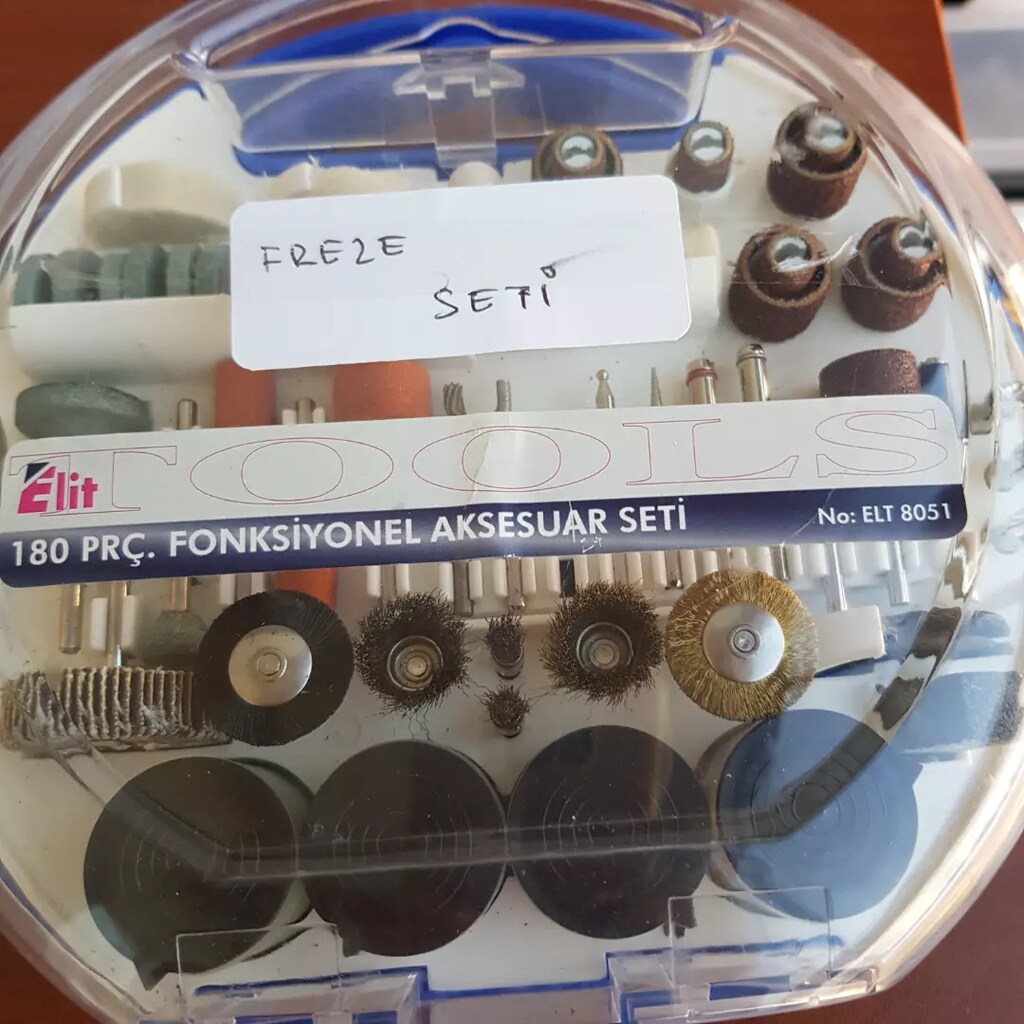 FREZE
SETİ
TOOLS
Elit
180 PRÇ. FONKSİYONEL AKSESUAR SETİ
No: ELT 8051